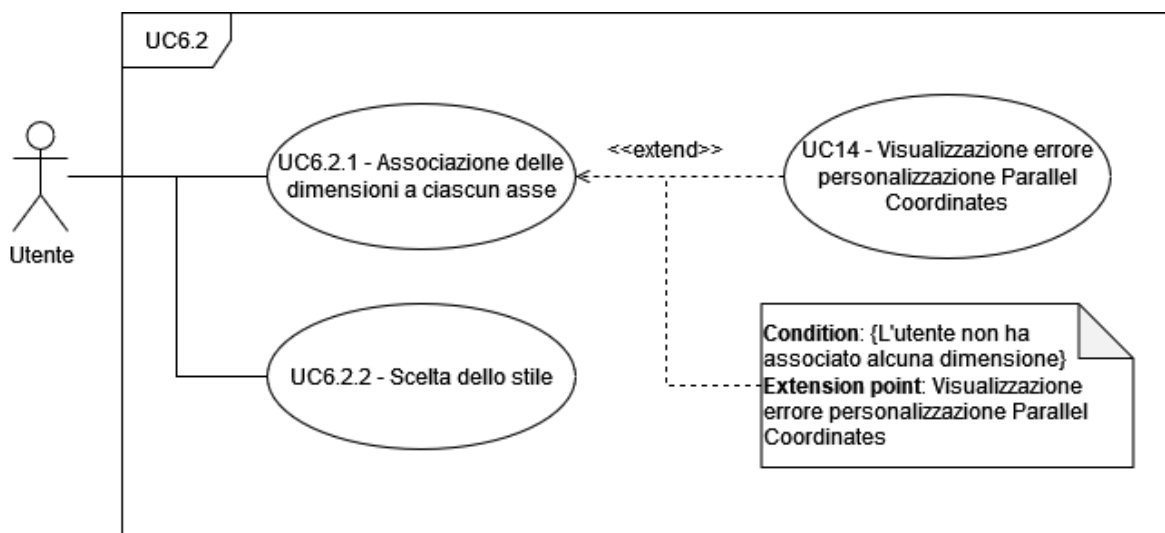 UC6.2
Utente
UC6.2.1 - Associazione delle
dimensioni a ciascun asse
<<extend>>
UC14 - Visualizzazione errore
personalizzazione Parallel
Coordinates
UC6.2.2 - Scelta dello stile
Condition: {L'utente non ha
associato alcuna dimensione}
Extension point: Visualizzazione
errore personalizzazione Parallel
Coordinates